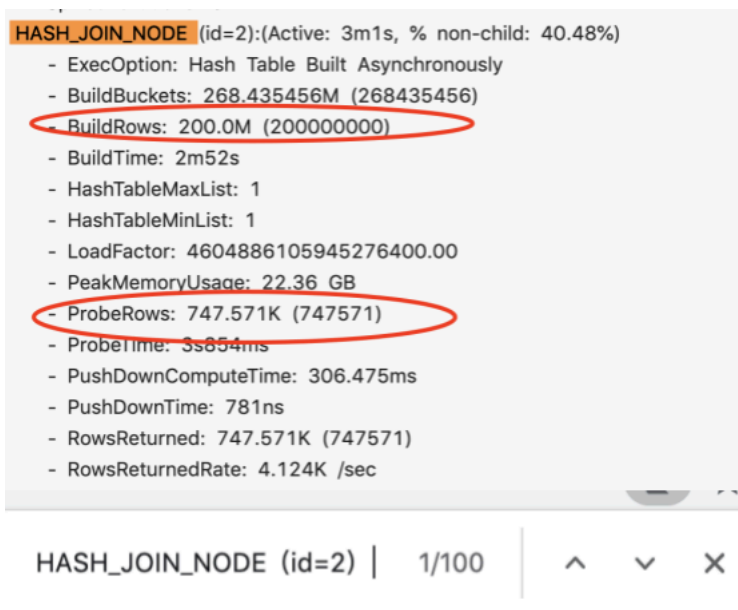 HASH_JOIN_NODE (id=2):(Active: 3m1s, % non-child: 40.48%)
- ExecOption: Hash Table Built Asynchronously
- BuildBuckets: 268.435456M (268435456)
- BuildRows: 200.0M (200000000)
- BuildTime: 2m52s
- HashTableMaxList: 1
- HashTableMinList: 1
- LoadFactor: 4604886105945276400.00
- PeakMemoryUsage: 22.36 GB
- ProbeRows: 747.571K (747571)
- ProbeTime: 3s854ms
- PushDownComputeTime: 306.475ms
- PushDownTime: 781ns
- RowsReturned: 747.571K (747571)
- RowsReturnedRate: 4.124K /sec
HASH_JOIN_NODE (id=2) 1/100